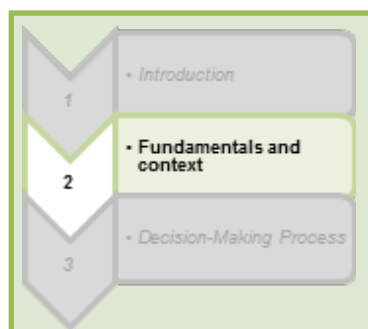 1
• Introduction
2
• Fundamentals and
context
3
• Decision-Making Process